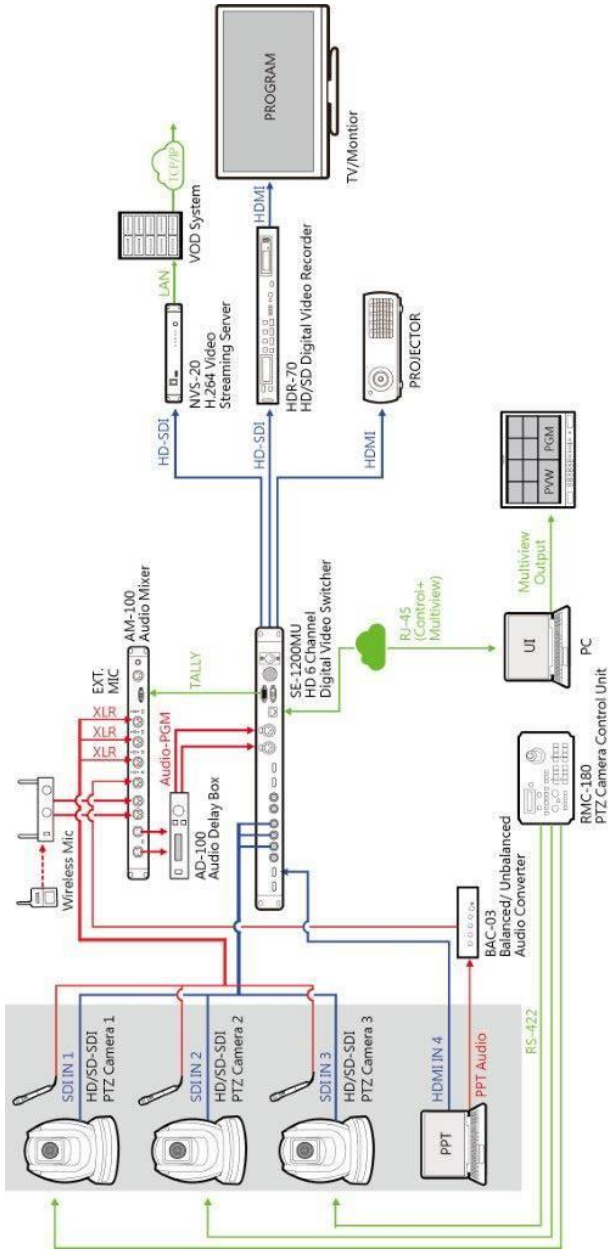 SDI IN 1
HD/SD-SDI
PTZ Camera 1
SDI IN 2
HD/SD-SDI
PTZ Camera 2
SDI IN 3
HD/SD-SDI
PTZ Camera 3
PPT
HDMI IN 4
PPT Audio
RS-422
Wireless Mic
XLR
XLR
XLR
EXT.
MIC
AM-100
Audio Mixer
Audio-PGM
TALLY
AD-100
Audio Delay Box
SE-1200MU
HD 6 Channel
Digital Video Switcher
BAC-03
Balanced/ Unbalanced
Audio Converter
RMC-180
PTZ Camera Control Unit
RJ-45
(Control+
Multiview)
UI
PC
Multiview
Output
PVW
PGM
HD-SDI
NVS-20
H.264 Video
Streaming Server
LAN
VOD System
TCP/IP
HD-SDI
HDR-70
HD/SD Digital Video Recorder
HDMI
PROGRAM
TV/Montior
HDMI
PROJECTOR